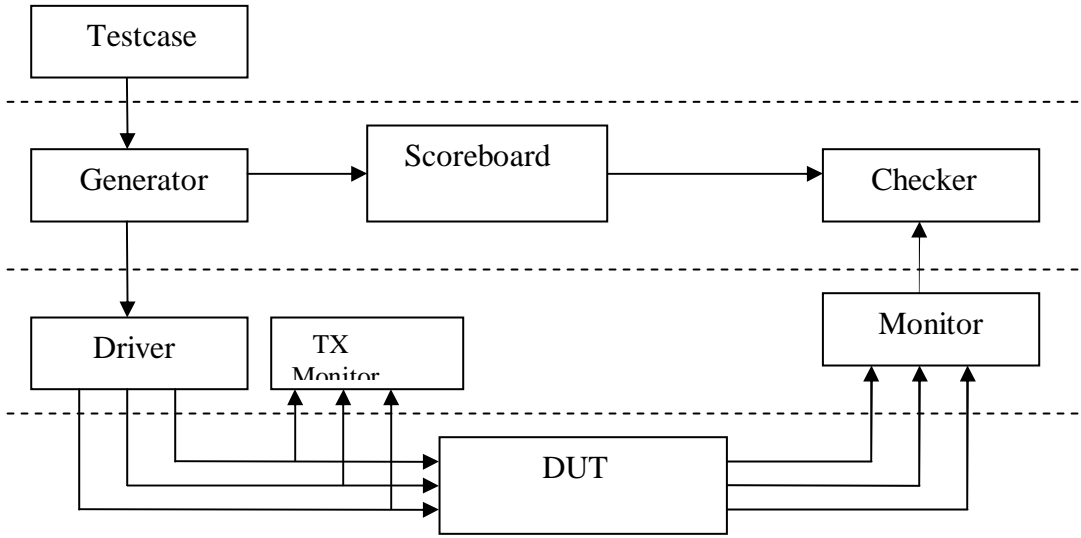 Testcase
Generator
Scoreboard
Checker
Driver
TX
Monitor
Monitor
DUT